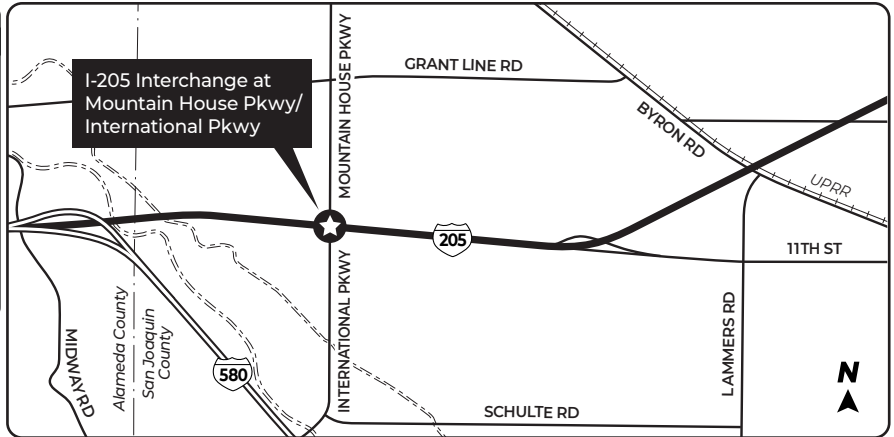 I-205 Interchange at
Mountain House Pkwy/
International Pkwy
MOUNTAIN HOUSE PKWY
GRANT LINE RD
BYRON RD
UPRR
205
11TH ST
INTERNATIONAL PKWY
LAMMERS RD
Alameda County
San Joaquin
County
MIDWAY RD
580
SCHULTE RD
N